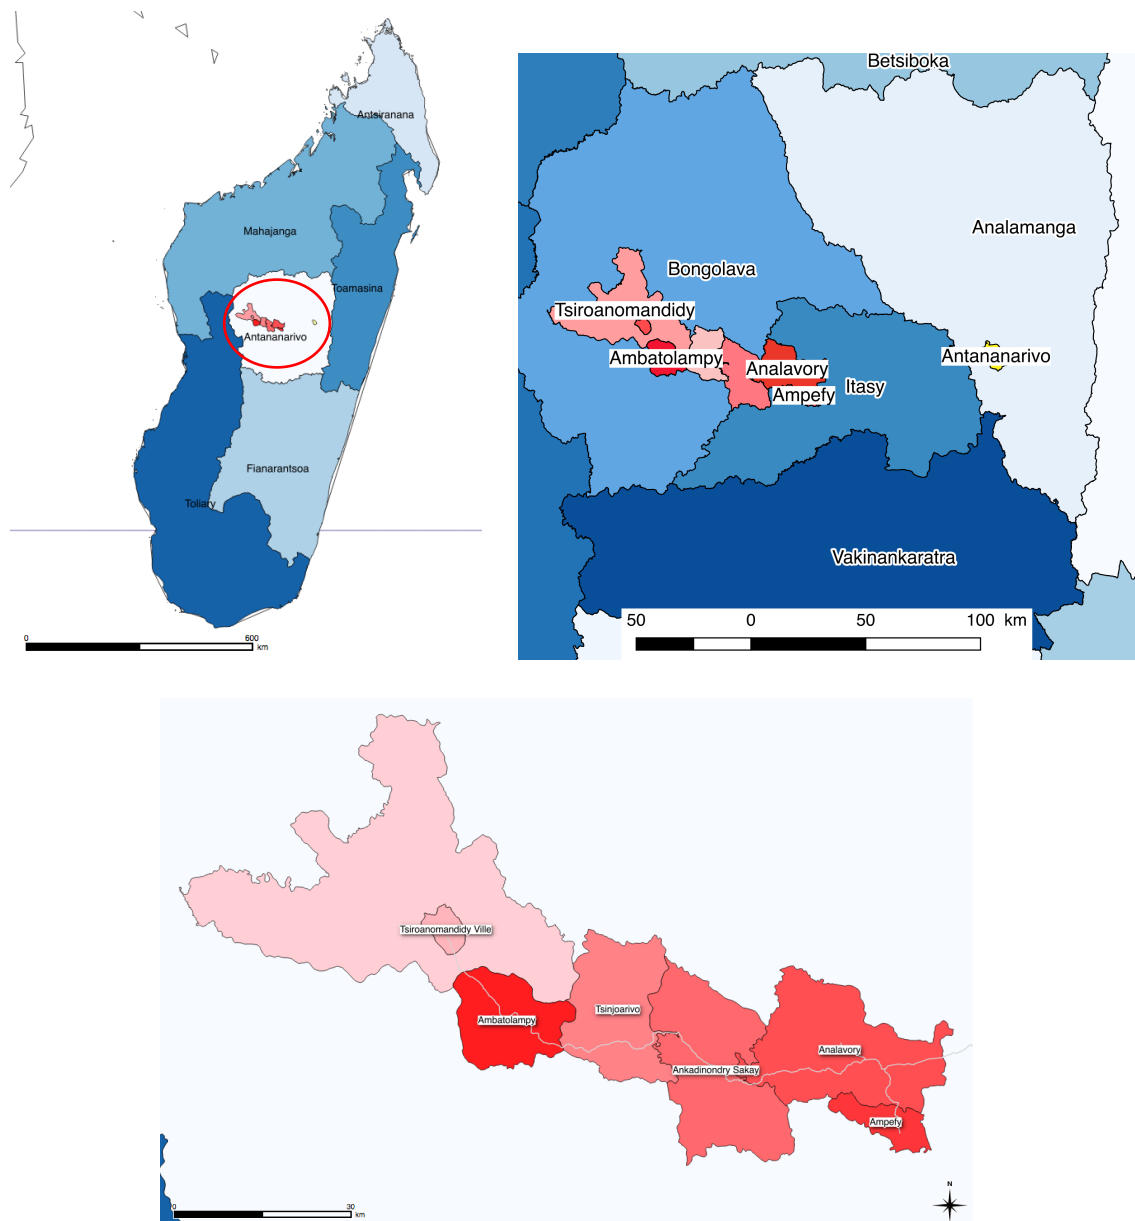 Antsiranana
Mahajanga
Toamasina
Antananarivo
Fianarantsoa
Toliary
0 600
km
Betsiboka
Analamanga
Bongolava
Tsiroanomandidy
Ambatolampy
Antananarivo
Analavory
Itasy
Ampefy
Vakinankaratra
50 0 50 100 km
Tsiroanomandidy Ville
Tsinjoarivo
Ambatolampy
Analavory
Ankadinondry Sakay
Ampefy
N
0 30
km